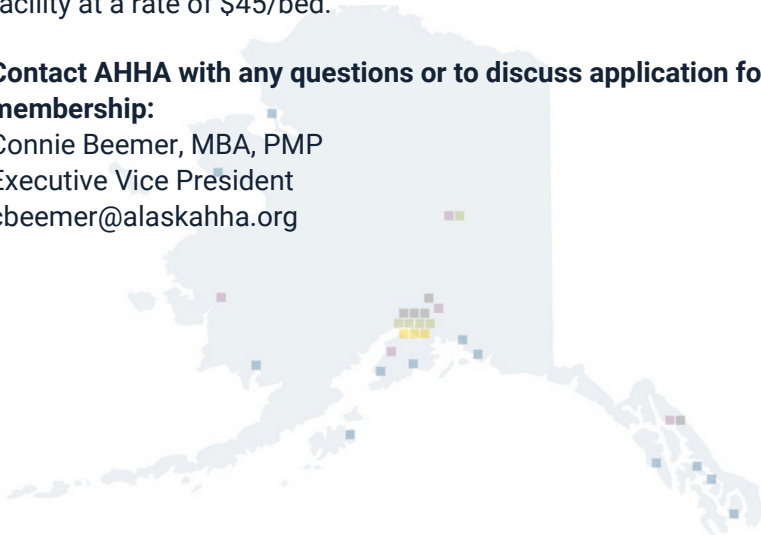 facility at a rate of $45/bed.
Contact AHHA with any questions or to discuss application fo
membership:
Connie Beemer, MBA, PMP
Executive Vice President
cbeemer@alaskahha.org